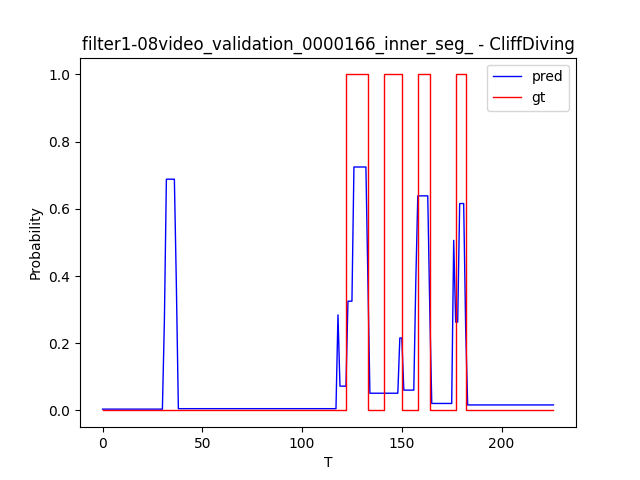 filter1-08video_validation_0000166_inner_seg_ - CliffDiving
pred
gt
1.0
0.8
0.6
0.4
0.2
0.0
Probability
0
50
100
150
200
T